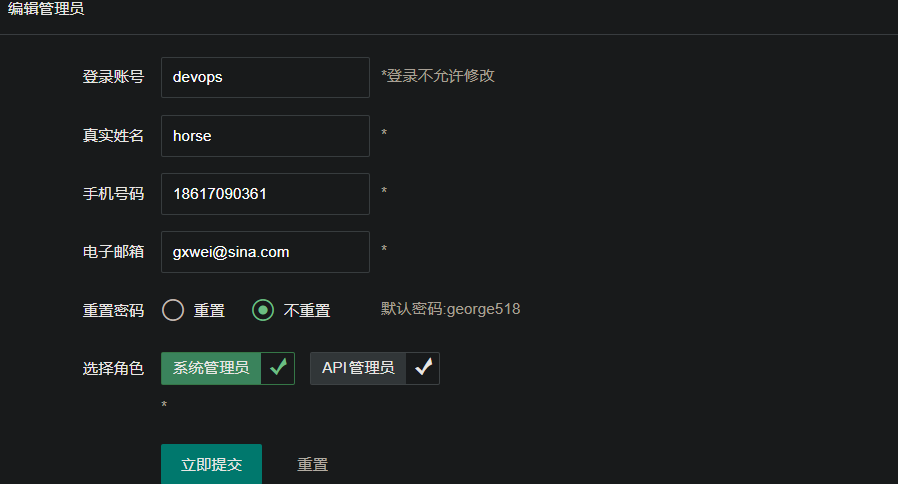 编辑管理员
登录账号 devops *登录不允许修改
真实姓名 horse *
手机号码 18617090361 *
电子邮箱 gxwei@sina.com *
重置密码 重置 不重置 默认密码:george518
选择角色 系统管理员 API管理员
*
立即提交 重置